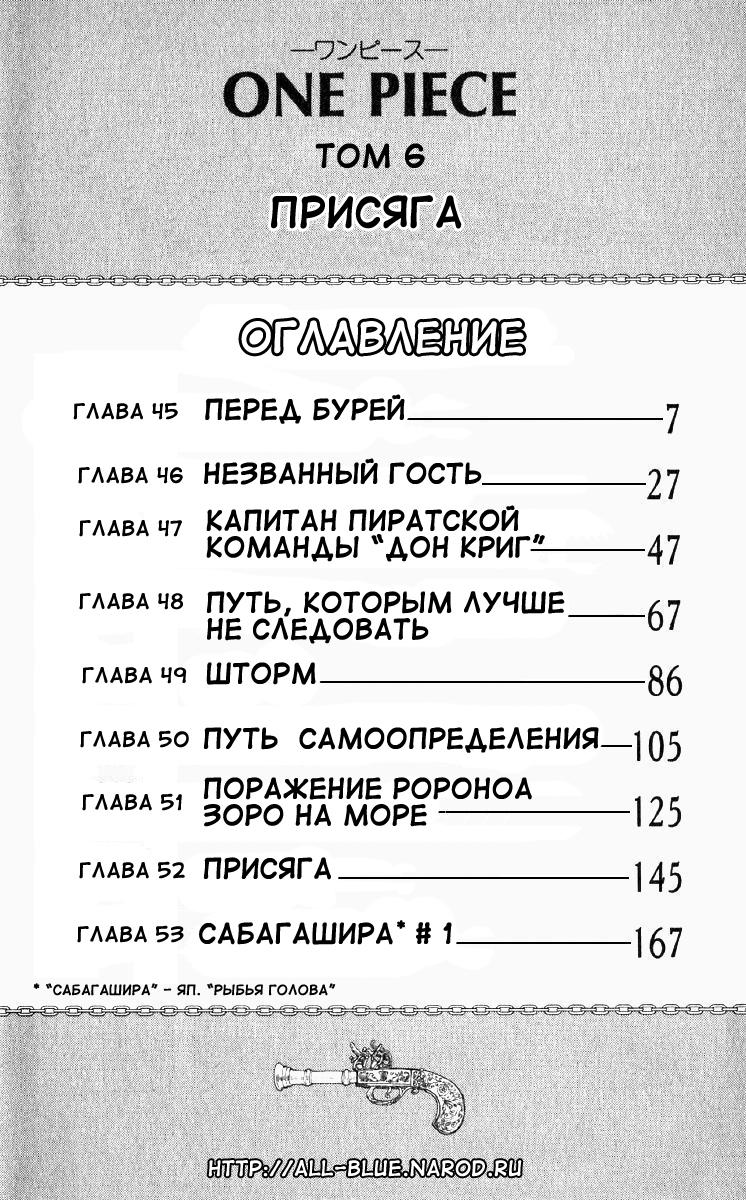 —ワンピース—
ONE PIECE
ТОМ 6
ПРИСЯГА
ОГЛАВЛЕНИЕ
ГЛАВА 45 ПЕРЕД БУРЕЙ 7
ГЛАВА 46 НЕЗВАННЫЙ ГОСТЬ 27
ГЛАВА 47 КАПИТАН ПИРАТСКОЙ
КОМАНДЫ "ДОН КРИГ" 47
ГЛАВА 48 ПУТЬ, КОТОРЫМ ЛУЧШЕ 67
НЕ СЛЕДОВАТЬ
ГЛАВА 49 ШТОРМ 86
ГЛАВА 50 ПУТЬ САМООПРЕДЕЛЕНИЯ 105
ГЛАВА 51 ПОРАЖЕНИЕ РОРОНОА
ЗОРО НА МОРЕ 125
ГЛАВА 52 ПРИСЯГА 145
ГЛАВА 53 САБАГАШИРА* # 1 167
* "САБАГАШИРА" - ЯП. "РЫБЬЯ ГОЛОВА"
HTTP://ALL-BLUE.NAROD.RU